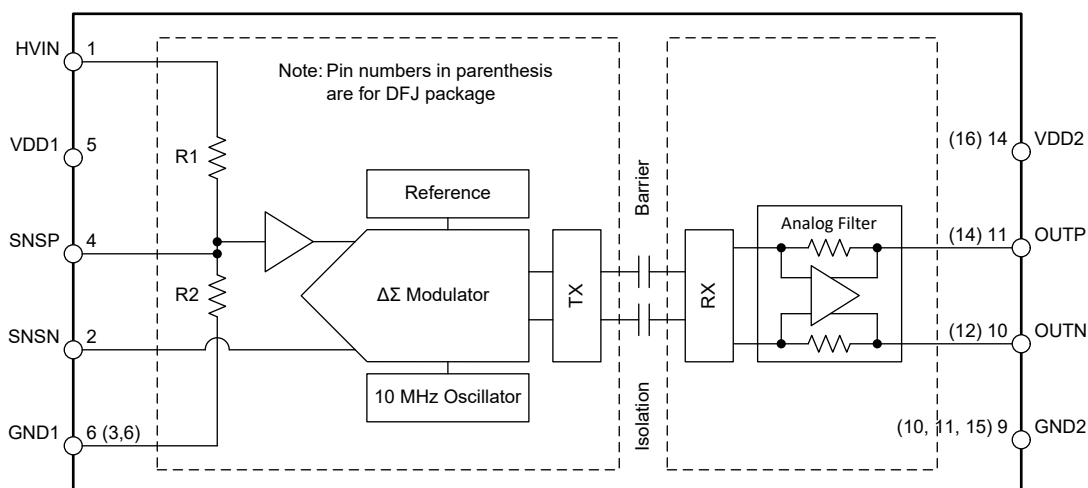 HVIN
1
Note: Pin numbers in parenthesis
are for DFJ package
VDD1
5
R1
(16) 14
VDD2
Reference
Barrier
Analog Filter
SNSP
4
(14) 11
OUTP
R2
ΔΣ Modulator
TX
RX
SNSN
2
(12) 10
OUTN
10 MHz Oscillator
Isolation
GND1
6 (3,6)
(10, 11, 15) 9
GND2